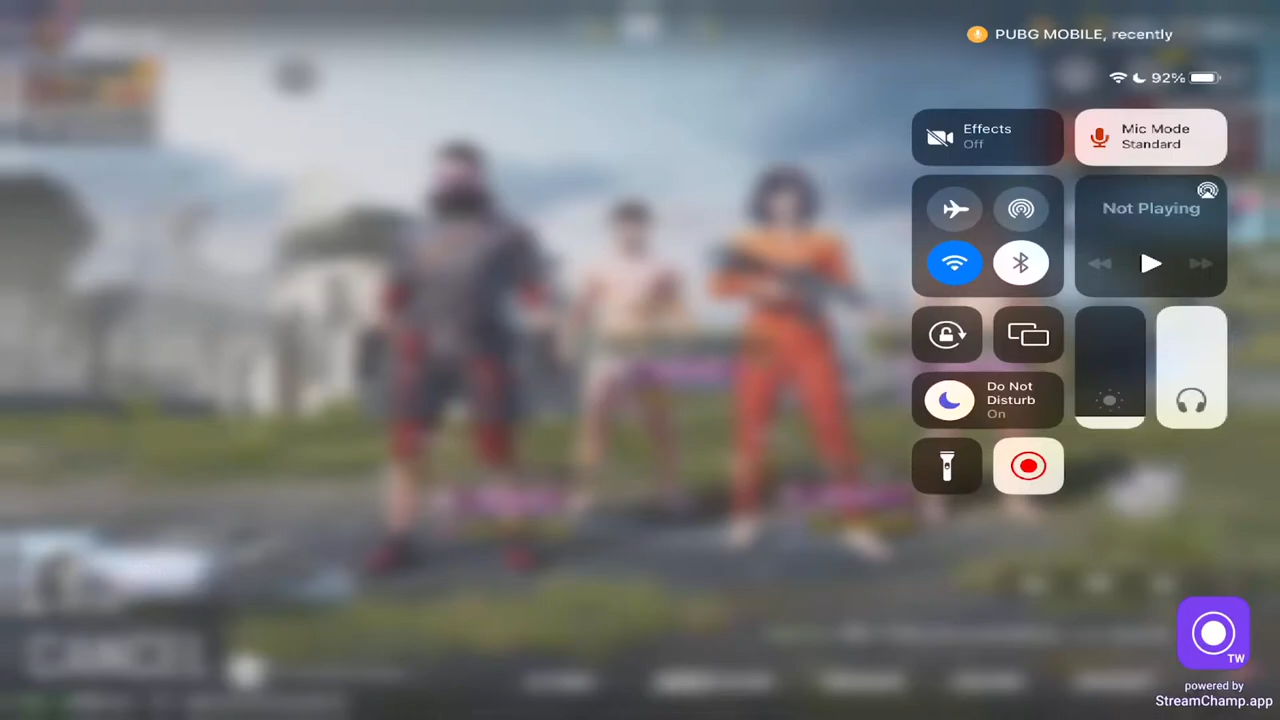 PUBG MOBILE, recently
92%
Effects
Off
Mic Mode
Standard
Not Playing
Do Not
Disturb
On
CANCEL
TW
powered by
StreamChamp.app